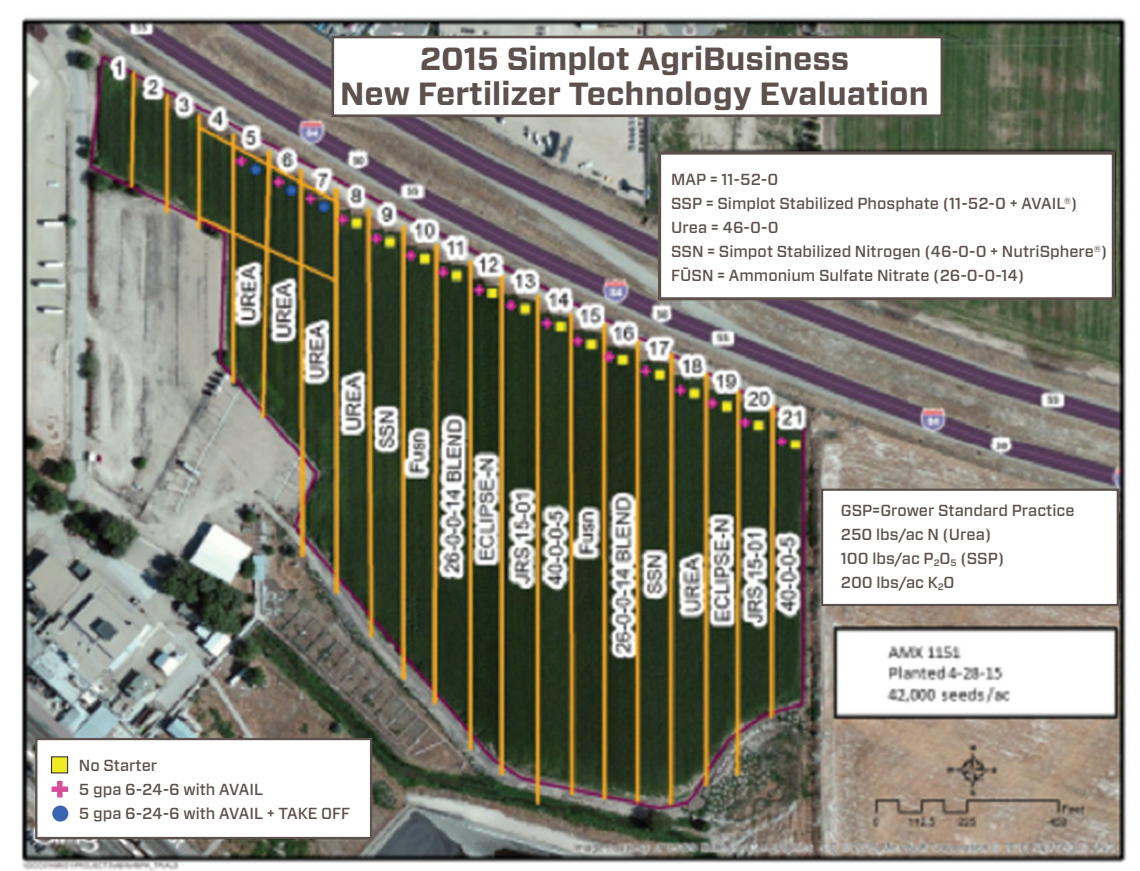 2015 Simplot AgriBusiness
New Fertilizer Technology Evaluation
MAP = 11-52-0
SSP = Simplot Stabilized Phosphate (11-52-0 + AVAIL®)
Urea = 46-0-0
SSN = Simpot Stabilized Nitrogen (46-0-0 + NutriSphere®)
FŪSN = Ammonium Sulfate Nitrate (26-0-0-14)
55
84
30
55
84
30
55
55
84
30
1
2
3
4
5
6
7
8
9
10
11
12
13
14
15
16
17
18
19
20
21
UREA
UREA
UREA
UREA
SSN
Fusn
26-0-0-14 BLEND
ECLIPSE-N
JRS 15-01
40-0-0-5
Fusn
26-0-0-14 BLEND
SSN
UREA
ECLIPSE-N
JRS 15-01
40-0-0-5
GSP=Grower Standard Practice
250 lbs/ac N (Urea)
100 lbs/ac P₂O₅ (SSP)
200 lbs/ac K₂O
AMX 1151
Planted 4-28-15
42,000 seeds/ac
No Starter
5 gpa 6-24-6 with AVAIL
5 gpa 6-24-6 with AVAIL + TAKE OFF
Feet
0 112.5 225 450